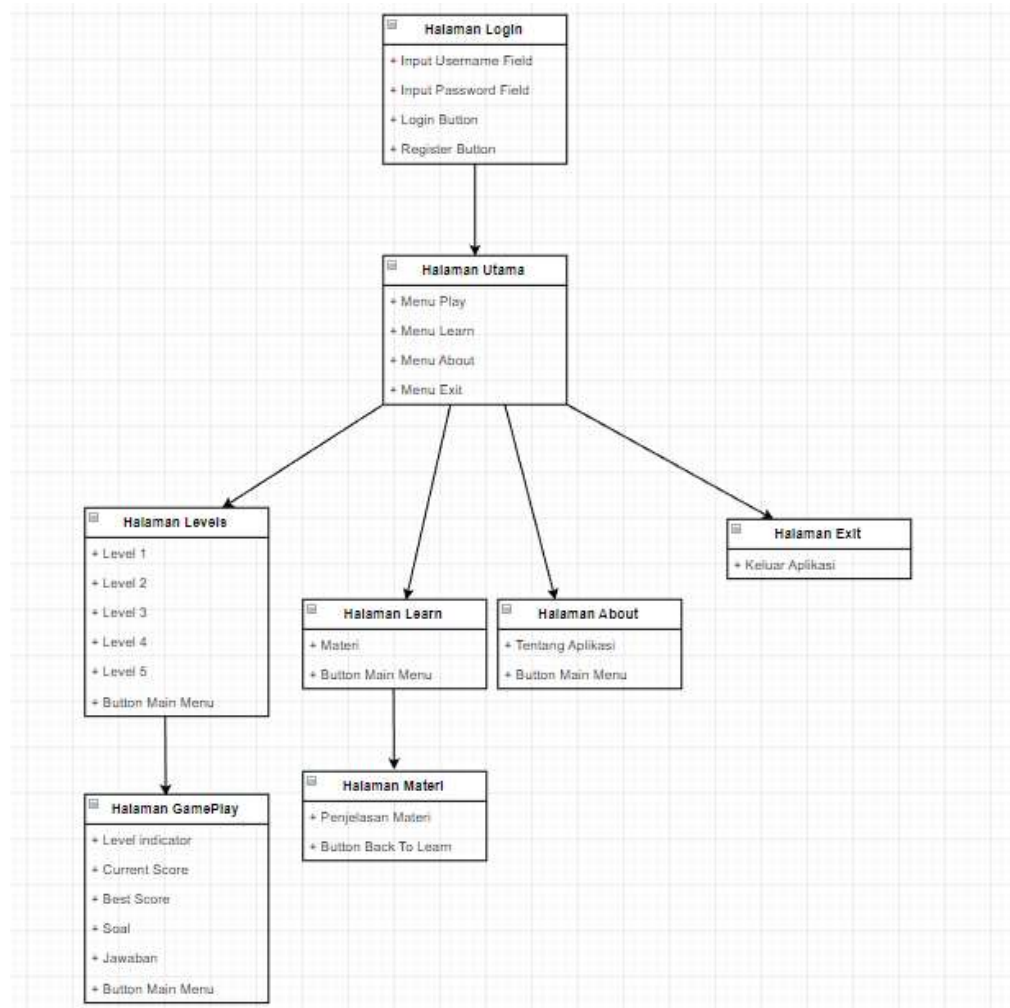 Halaman Login
+ Input Username Field
+ Input Password Field
+ Login Button
+ Register Button
Halaman Utama
+ Menu Play
+ Menu Learn
+ Menu About
+ Menu Exit
Halaman Levels
+ Level 1
+ Level 2
+ Level 3
+ Level 4
+ Level 5
+ Button Main Menu
Halaman Exit
+ Keluar Aplikasi
Halaman Learn
+ Materi
+ Button Main Menu
Halaman About
+ Tentang Aplikasi
+ Button Main Menu
Halaman GamePlay
+ Level indicator
+ Current Score
+ Best Score
+ Soal
+ Jawaban
+ Button Main Menu
Halaman Materi
+ Penjelasan Materi
+ Button Back To Learn